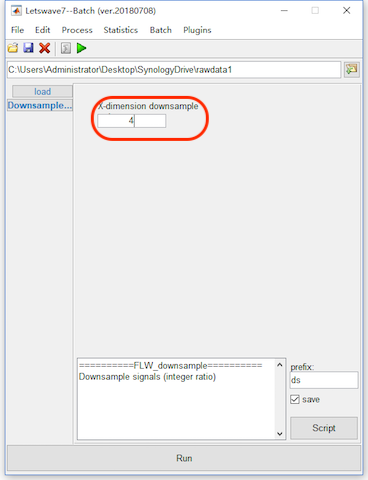 Letswave7--Batch (ver.20180708)
File Edit Process Statistics Batch Plugins
C:\Users\Administrator\Desktop\SynologyDrive\rawdata1
load
Downsample...
X-dimension downsample
4
==========FLW_downsample==========
Downsample signals (integer ratio)
prefix:
ds
save
Script
Run